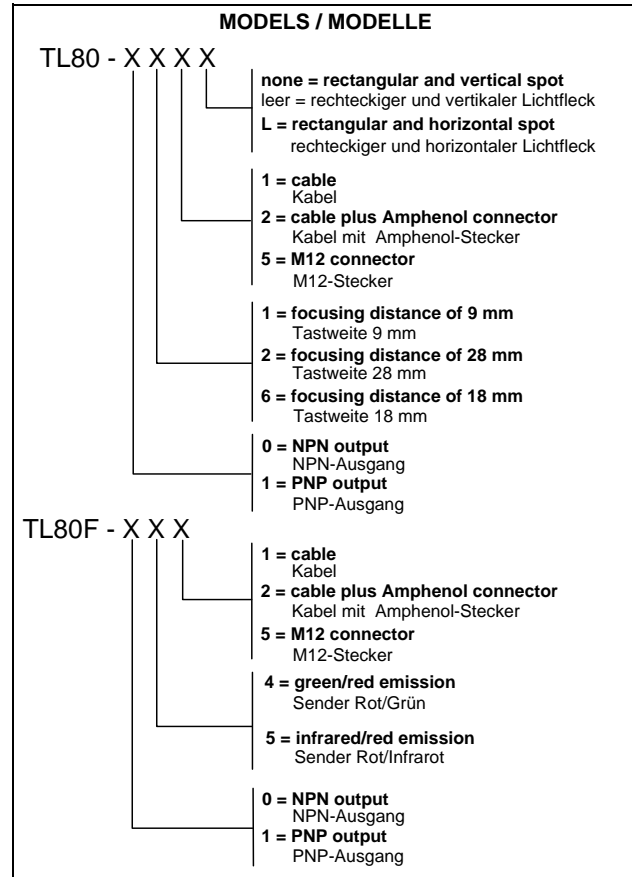 MODELS / MODELLE
TL80 - X X X X
none = rectangular and vertical spot
leer = rechteckiger und vertikaler Lichtfleck
L = rectangular and horizontal spot
rechteckiger und horizontaler Lichtfleck
1 = cable
Kabel
2 = cable plus Amphenol connector
Kabel mit Amphenol-Stecker
5 = M12 connector
M12-Stecker
1 = focusing distance of 9 mm
Tastweite 9 mm
2 = focusing distance of 28 mm
Tastweite 28 mm
6 = focusing distance of 18 mm
Tastweite 18 mm
0 = NPN output
NPN-Ausgang
1 = PNP output
PNP-Ausgang
TL80F - X X X
1 = cable
Kabel
2 = cable plus Amphenol connector
Kabel mit Amphenol-Stecker
5 = M12 connector
M12-Stecker
4 = green/red emission
Sender Rot/Grün
5 = infrared/red emission
Sender Rot/Infrarot
0 = NPN output
NPN-Ausgang
1 = PNP output
PNP-Ausgang